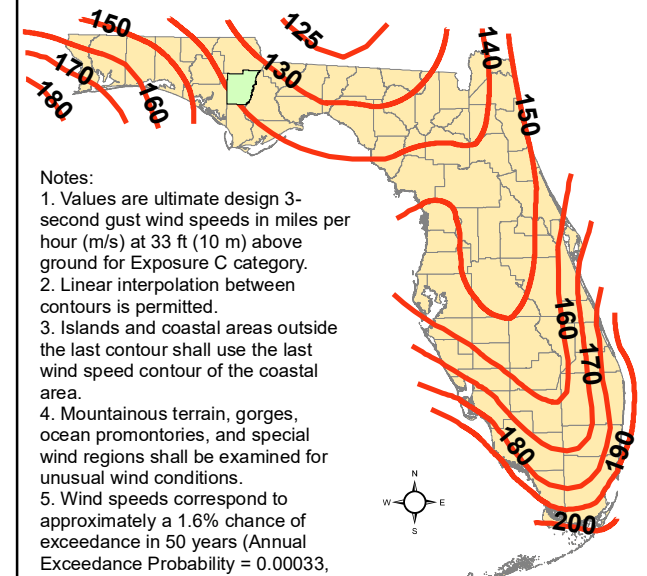 150
125
140
130
170
180
160
150
Notes:
1. Values are ultimate design 3-
second gust wind speeds in miles per
hour (m/s) at 33 ft (10 m) above
ground for Exposure C category.
2. Linear interpolation between
contours is permitted.
3. Islands and coastal areas outside
the last contour shall use the last
wind speed contour of the coastal
area.
4. Mountainous terrain, gorges,
ocean promontories, and special
wind regions shall be examined for
unusual wind conditions.
5. Wind speeds correspond to
approximately a 1.6% chance of
exceedance in 50 years (Annual
Exceedance Probability = 0.00033,
160
170
180
190
200
N
W E
S